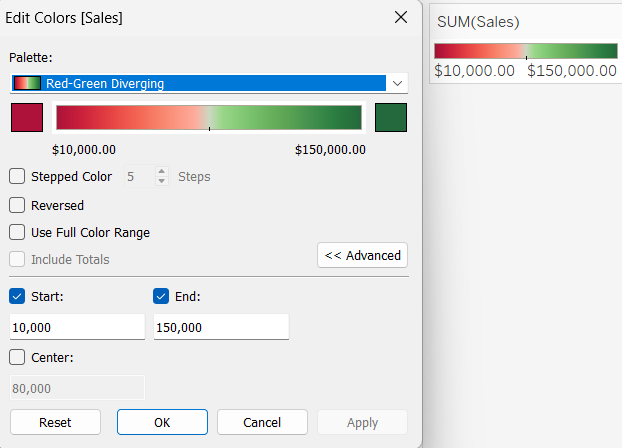 Edit Colors [Sales]
Palette:
Red-Green Diverging
$10,000.00 $150,000.00
Stepped Color 5 Steps
Reversed
Use Full Color Range
Include Totals
<< Advanced
Start: End:
10,000 150,000
Center:
80,000
Reset OK Cancel Apply
SUM(Sales)
$10,000.00 $150,000.00